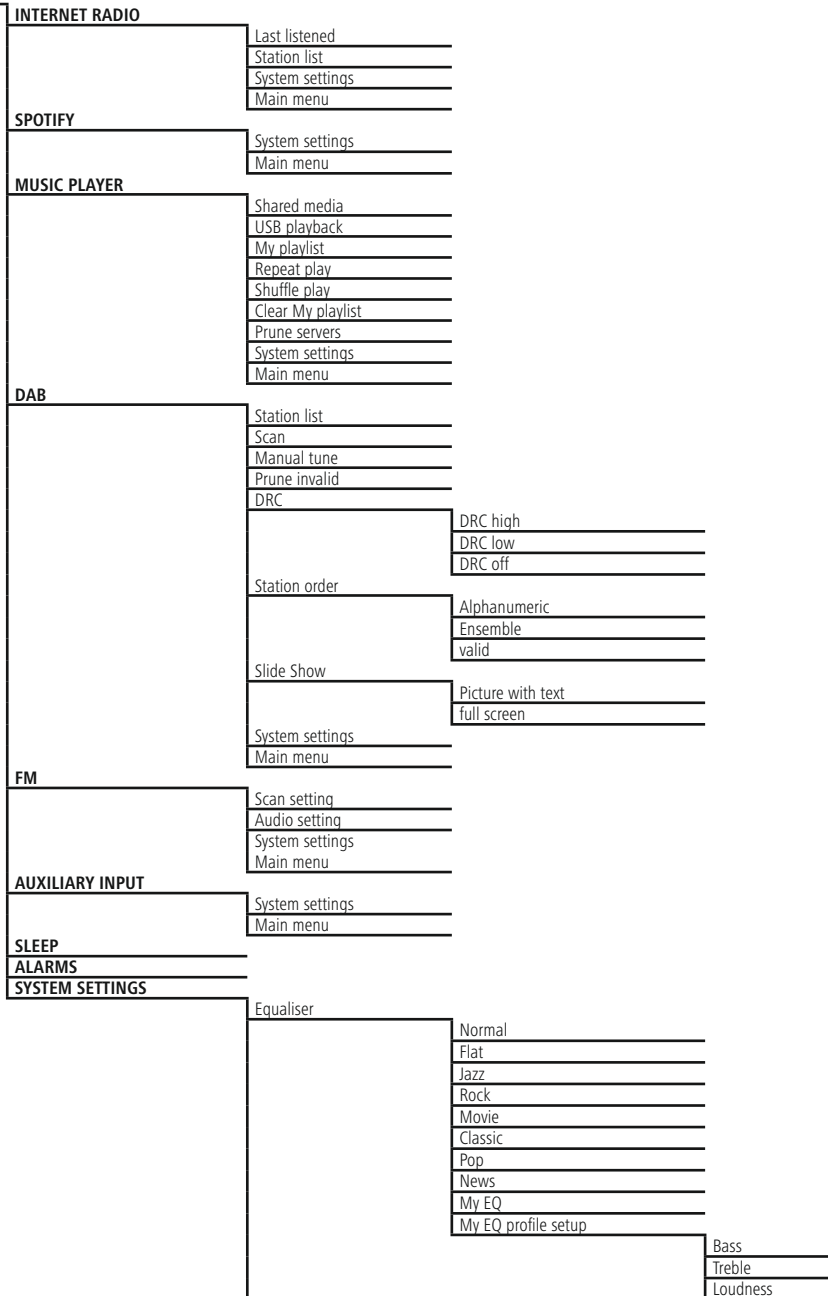 INTERNET RADIO
Last listened
Station list
System settings
Main menu
SPOTIFY
System settings
Main menu
MUSIC PLAYER
Shared media
USB playback
My playlist
Repeat play
Shuffle play
Clear My playlist
Prune servers
System settings
Main menu
DAB
Station list
Scan
Manual tune
Prune invalid
DRC
DRC high
DRC low
DRC off
Station order
Alphanumeric
Ensemble
valid
Slide Show
Picture with text
full screen
System settings
Main menu
FM
Scan setting
Audio setting
System settings
Main menu
AUXILIARY INPUT
System settings
Main menu
SLEEP
ALARMS
SYSTEM SETTINGS
Equaliser
Normal
Flat
Jazz
Rock
Movie
Classic
Pop
News
My EQ
My EQ profile setup
Bass
Treble
Loudness